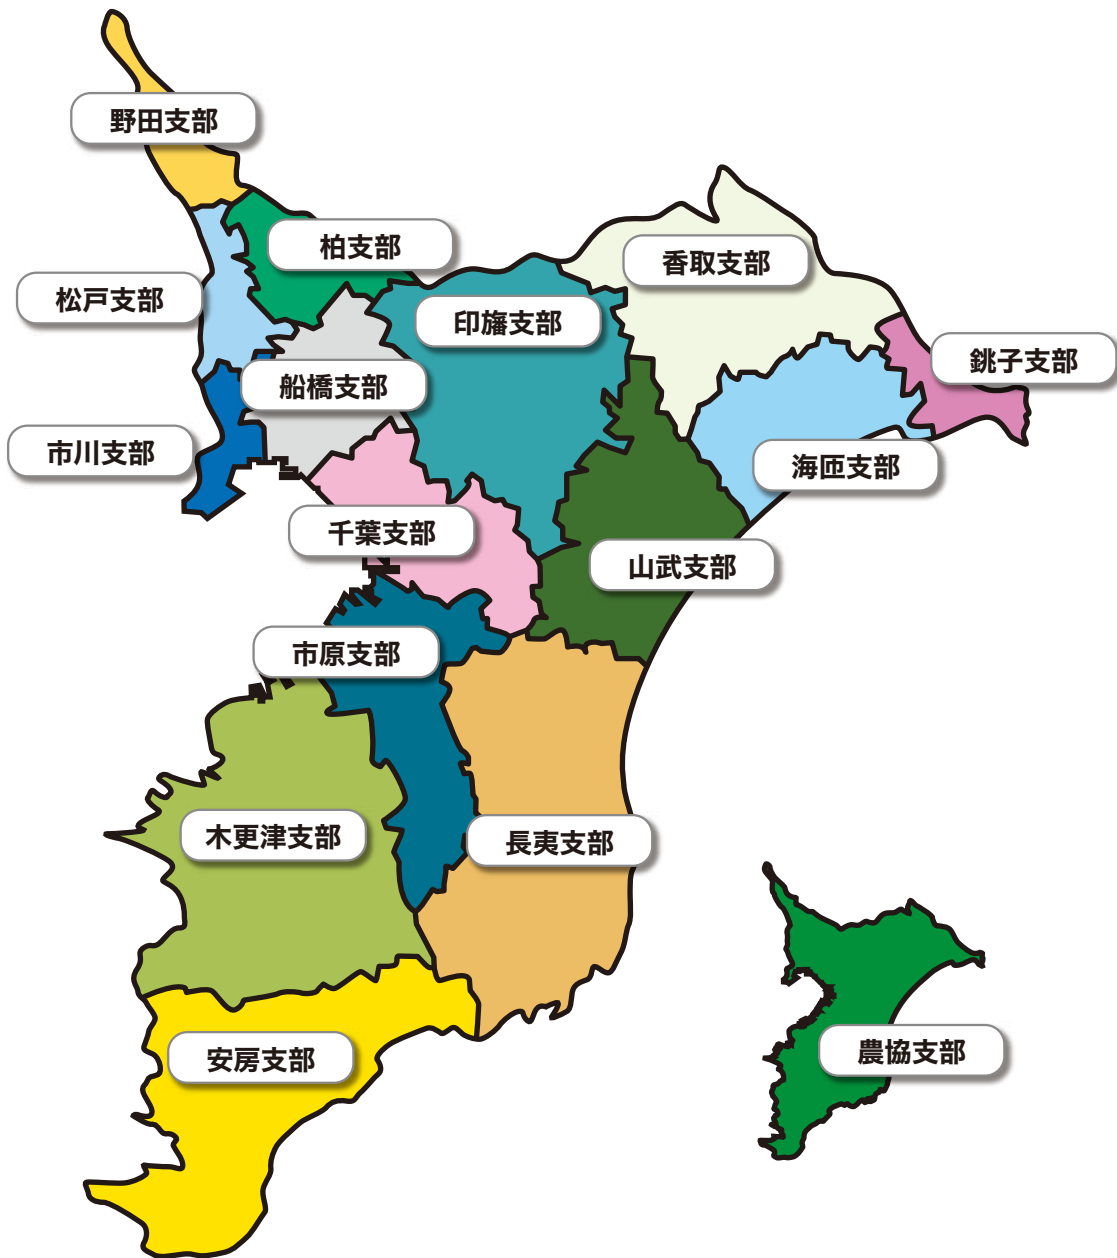 野田支部
柏支部
香取支部
松戸支部
印旛支部
銚子支部
船橋支部
市川支部
海匝支部
千葉支部
山武支部
市原支部
木更津支部
長夷支部
農協支部
安房支部